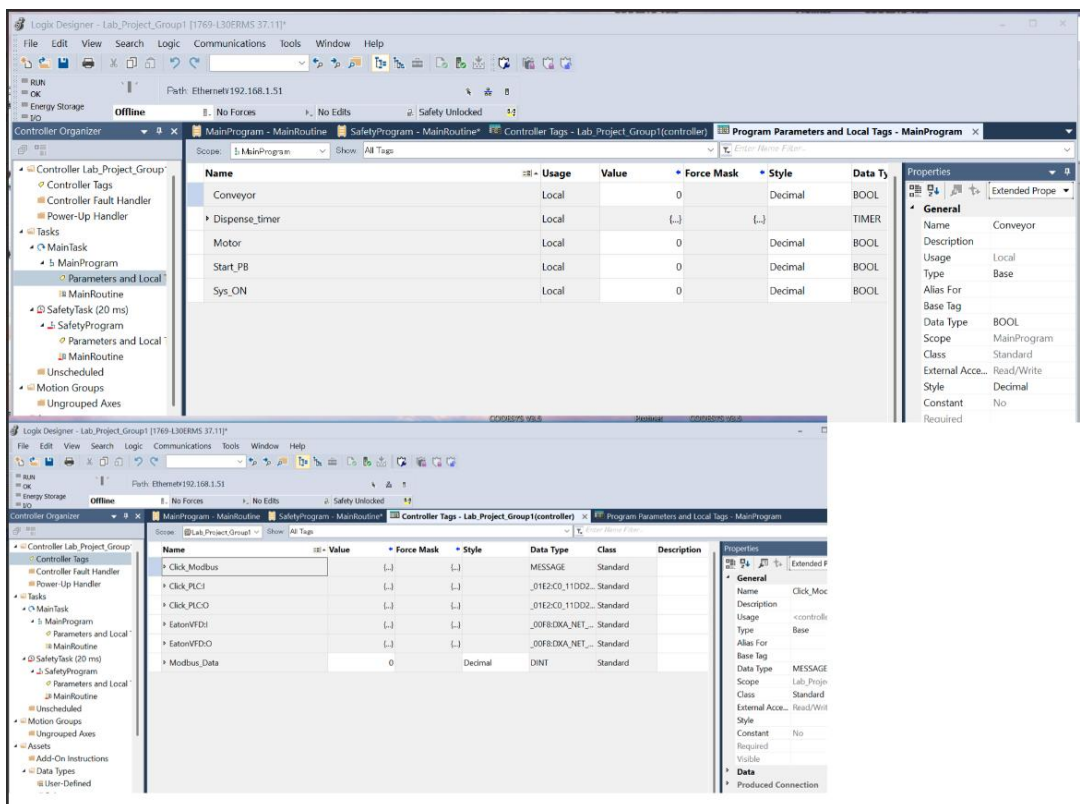 Logix Designer - Lab_Project_Group1 [1769-L30ERMS 37.11]*
File Edit View Search Logic Communications Tools Window Help
RUN
OK
Energy Storage
I/O
Path: Ethernet\192.168.1.51
Offline No Forces No Edits Safety Unlocked
Controller Organizer
MainProgram - MainRoutine SafetyProgram - MainRoutine* Controller Tags - Lab_Project_Group1(controller) Program Parameters and Local Tags - MainProgram
Scope: MainProgram Show: All Tags Enter Name Filter...
Controller Lab_Project_Group
Controller Tags
Controller Fault Handler
Power-Up Handler
Tasks
MainTask
MainProgram
Parameters and Local
MainRoutine
SafetyTask (20 ms)
SafetyProgram
Parameters and Local
MainRoutine
Unscheduled
Motion Groups
Ungrouped Axes
Name Usage Value Force Mask Style Data Ty
Conveyor Local 0 Decimal BOOL
Dispense_timer Local {...} {...} TIMER
Motor Local 0 Decimal BOOL
Start_PB Local 0 Decimal BOOL
Sys_ON Local 0 Decimal BOOL
Properties
Extended Prope
General
Name Conveyor
Description
Usage Local
Type Base
Alias For
Base Tag
Data Type BOOL
Scope MainProgram
Class Standard
External Acce... Read/Write
Style Decimal
Constant No
Required
Logix Designer - Lab_Project_Group1 [1769-L30ERMS 37.11]*
File Edit View Search Logic Communications Tools Window Help
RUN
OK
Energy Storage
I/O
Path: Ethernet\192.168.1.51
Offline No Forces No Edits Safety Unlocked
Controller Organizer
MainProgram - MainRoutine SafetyProgram - MainRoutine* Controller Tags - Lab_Project_Group1(controller) Program Parameters and Local Tags - MainProgram
Scope: Lab_Project_Group1 Show: All Tags Enter Name Filter...
Controller Lab_Project_Group
Controller Tags
Controller Fault Handler
Power-Up Handler
Tasks
MainTask
MainProgram
Parameters and Local
MainRoutine
SafetyTask (20 ms)
SafetyProgram
Parameters and Local
MainRoutine
Unscheduled
Motion Groups
Ungrouped Axes
Assets
Add-On Instructions
Data Types
User-Defined
Name Value Force Mask Style Data Type Class Description
Click_Modbus {...} {...} MESSAGE Standard
Click_PLC:I {...} {...} _01E2:C0_11DD2... Standard
Click_PLC:O {...} {...} _01E2:C0_11DD2... Standard
EatonVFD:I {...} {...} _00F8:DXA_NET_... Standard
EatonVFD:O {...} {...} _00F8:DXA_NET_... Standard
Modbus_Data 0 Decimal DINT Standard
Properties
Extended P
General
Name Click_Moc
Description
Usage <controlle
Type Base
Alias For
Base Tag
Data Type MESSAGE
Scope Lab_Proje
Class Standard
External Acce... Read/Writ
Style
Constant No
Required
Visible
Data
Produced Connection